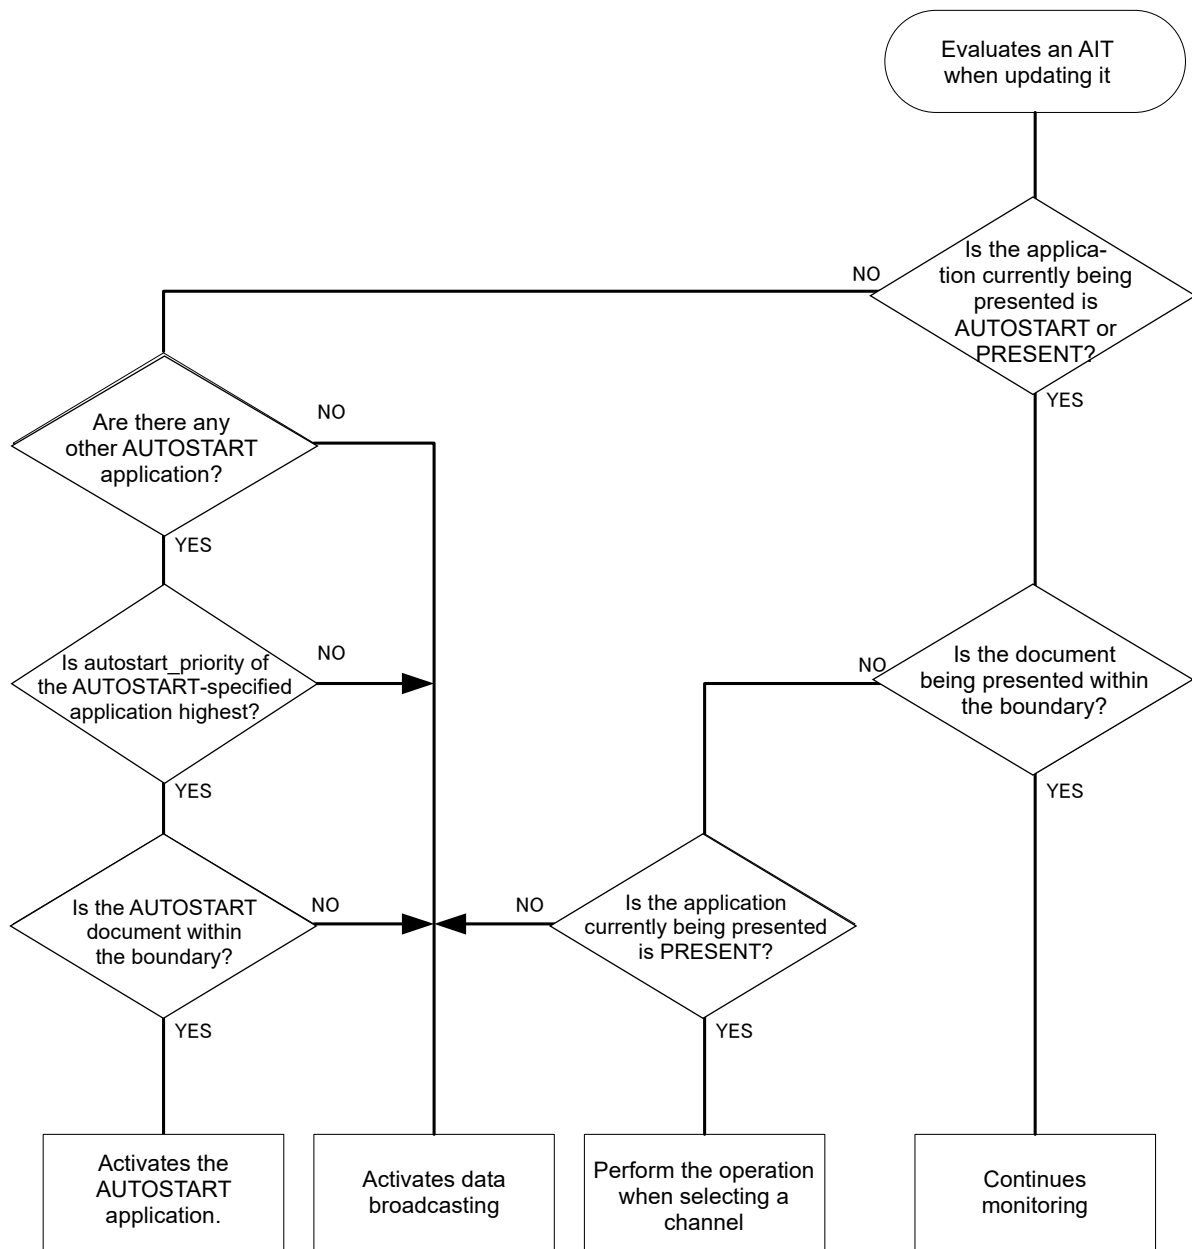 Evaluates an AIT
when updating it
Is the applica-
tion currently being
presented is
AUTOSTART or
PRESENT?
NO
YES
Are there any
other AUTOSTART
application?
NO
YES
Is autostart_priority of
the AUTOSTART-specified
application highest?
NO
YES
Is the document
being presented within
the boundary?
NO
YES
Is the AUTOSTART
document within
the boundary?
NO
YES
Is the application
currently being presented
is PRESENT?
NO
YES
Activates the
AUTOSTART
application.
Activates data
broadcasting
Perform the operation
when selecting a
channel
Continues
monitoring